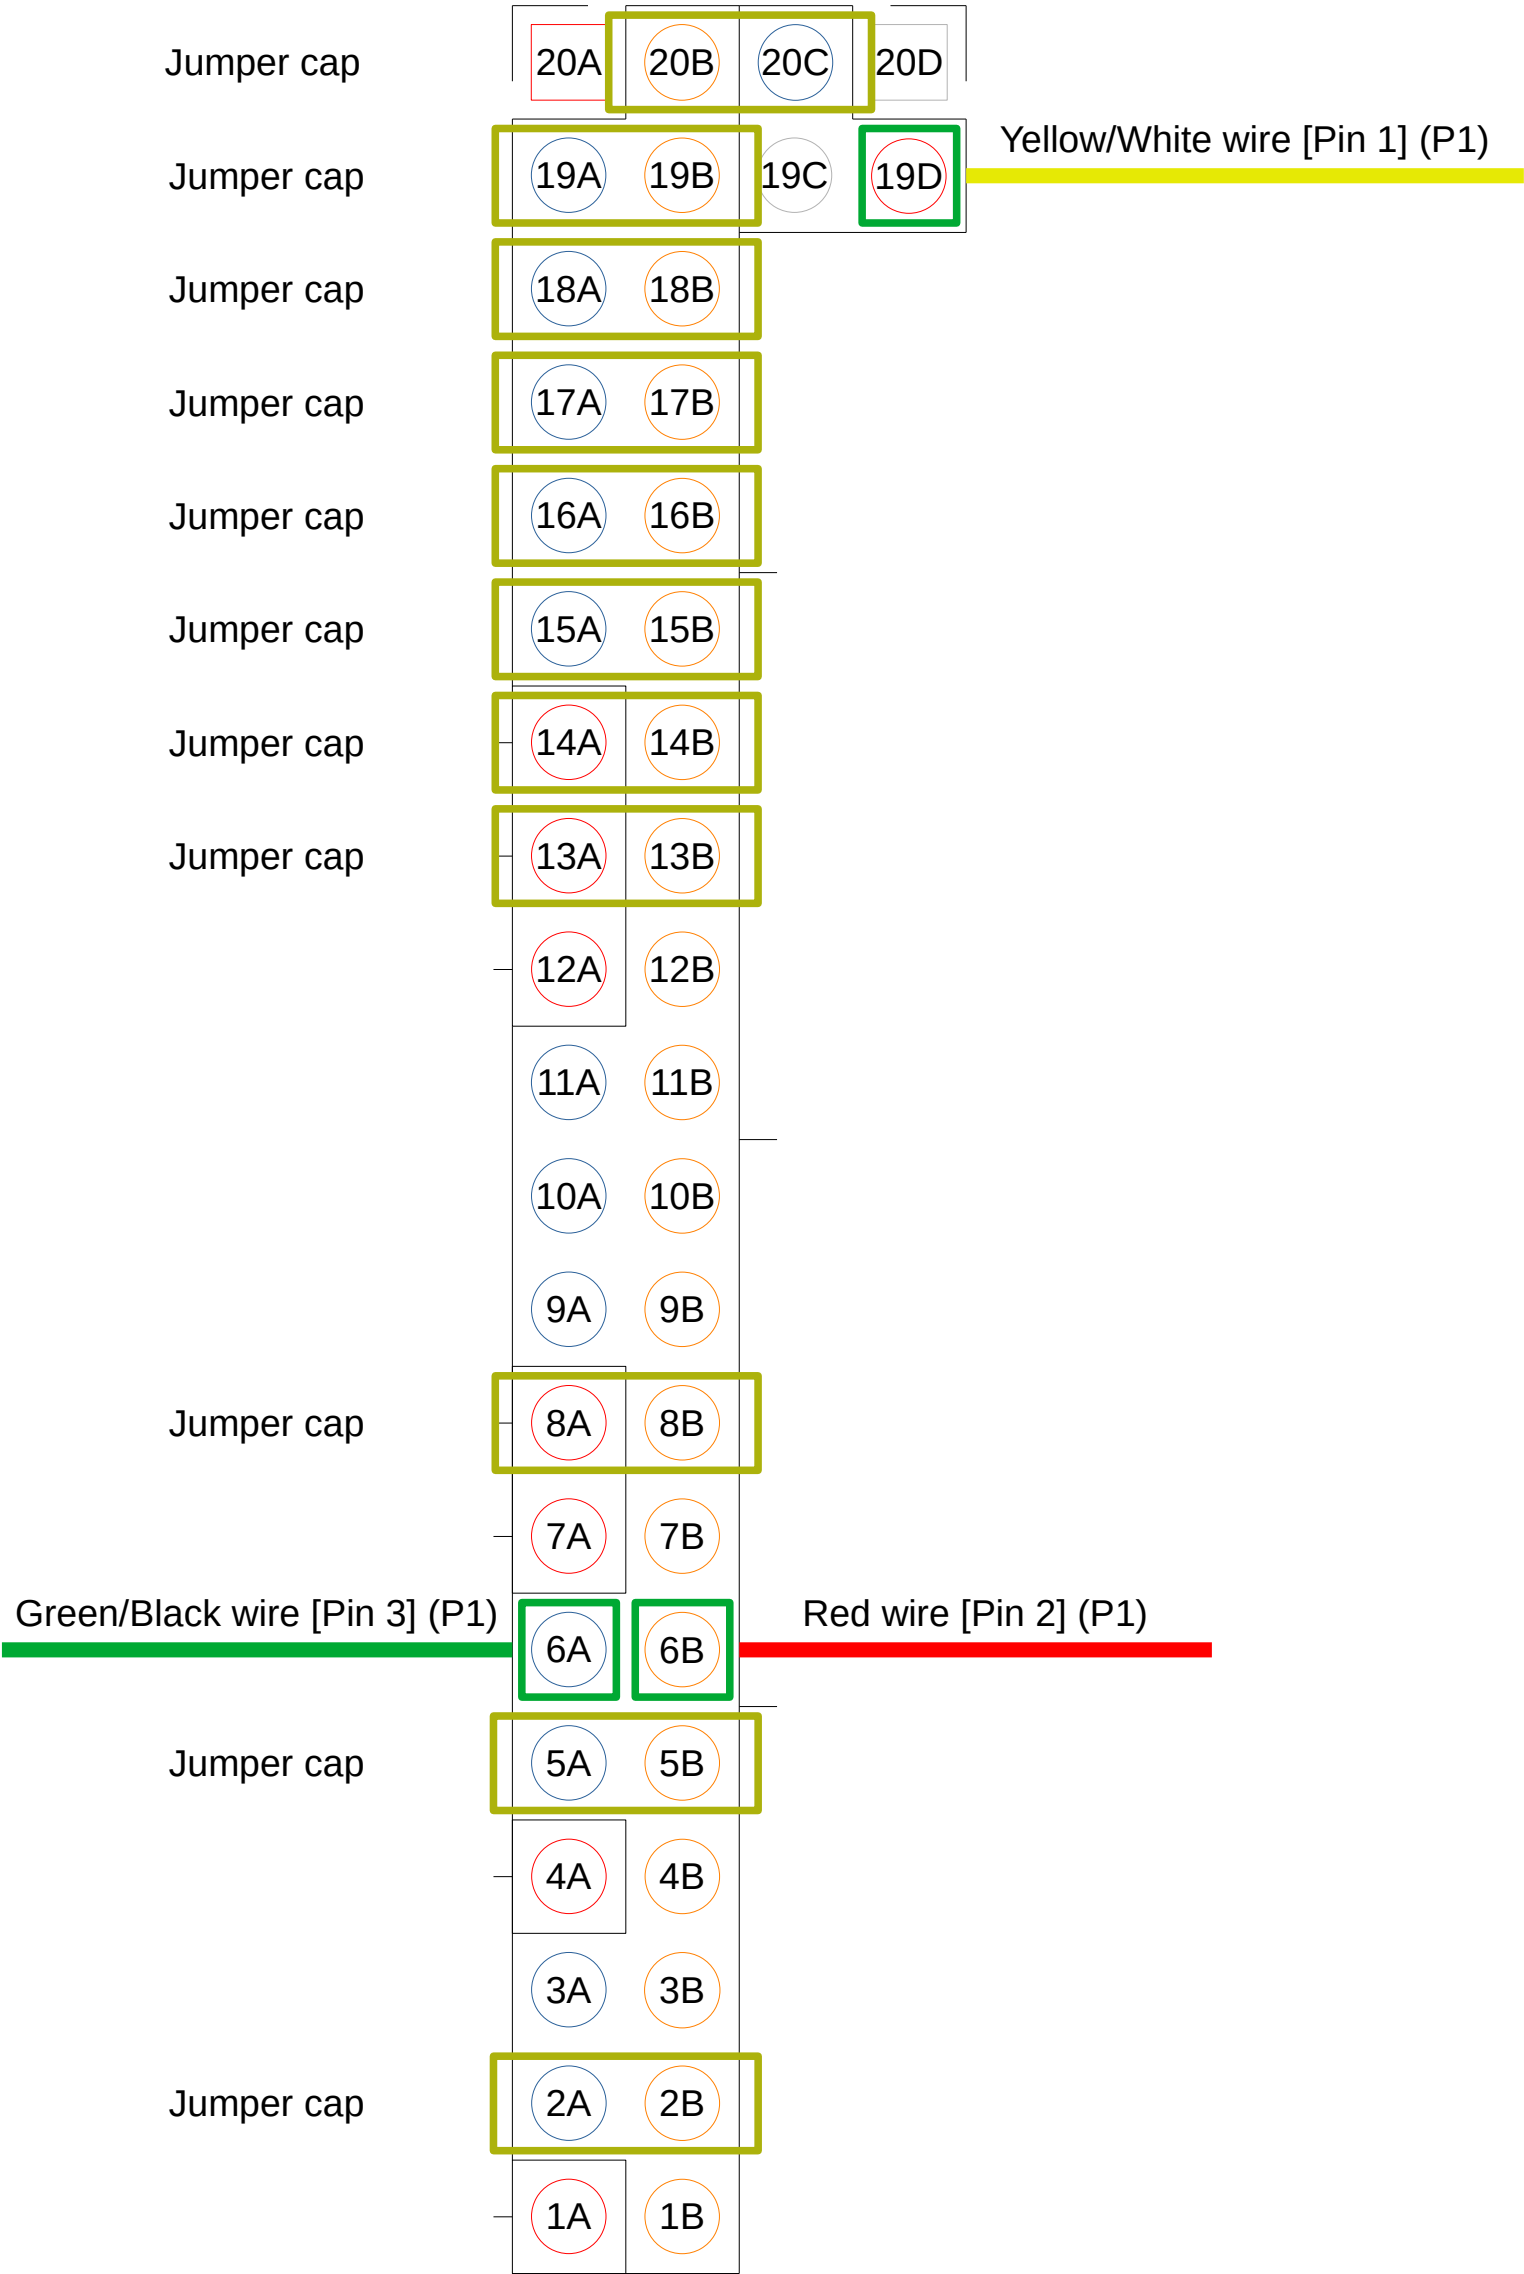 Jumper cap 20A 20B 20C 20D
Yellow/White wire [Pin 1] (P1)
Jumper cap 19A 19B 19C 19D
Jumper cap 18A 18B
Jumper cap 17A 17B
Jumper cap 16A 16B
Jumper cap 15A 15B
Jumper cap 14A 14B
Jumper cap 13A 13B
12A 12B
11A 11B
10A 10B
9A 9B
Jumper cap 8A 8B
7A 7B
Green/Black wire [Pin 3] (P1) Red wire [Pin 2] (P1)
6A 6B
Jumper cap 5A 5B
4A 4B
3A 3B
Jumper cap 2A 2B
1A 1B